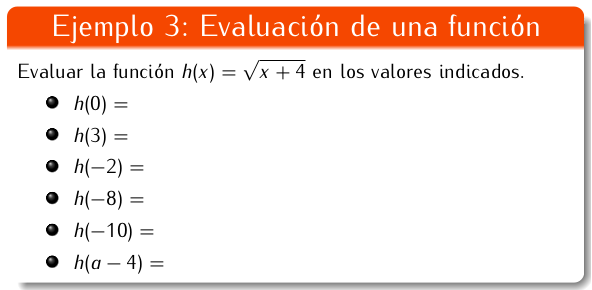 Ejemplo 3: Evaluación de una función
Evaluar la función h(x) = √(x + 4) en los valores indicados.
h(0) =
h(3) =
h(−2) =
h(−8) =
h(−10) =
h(a − 4) =